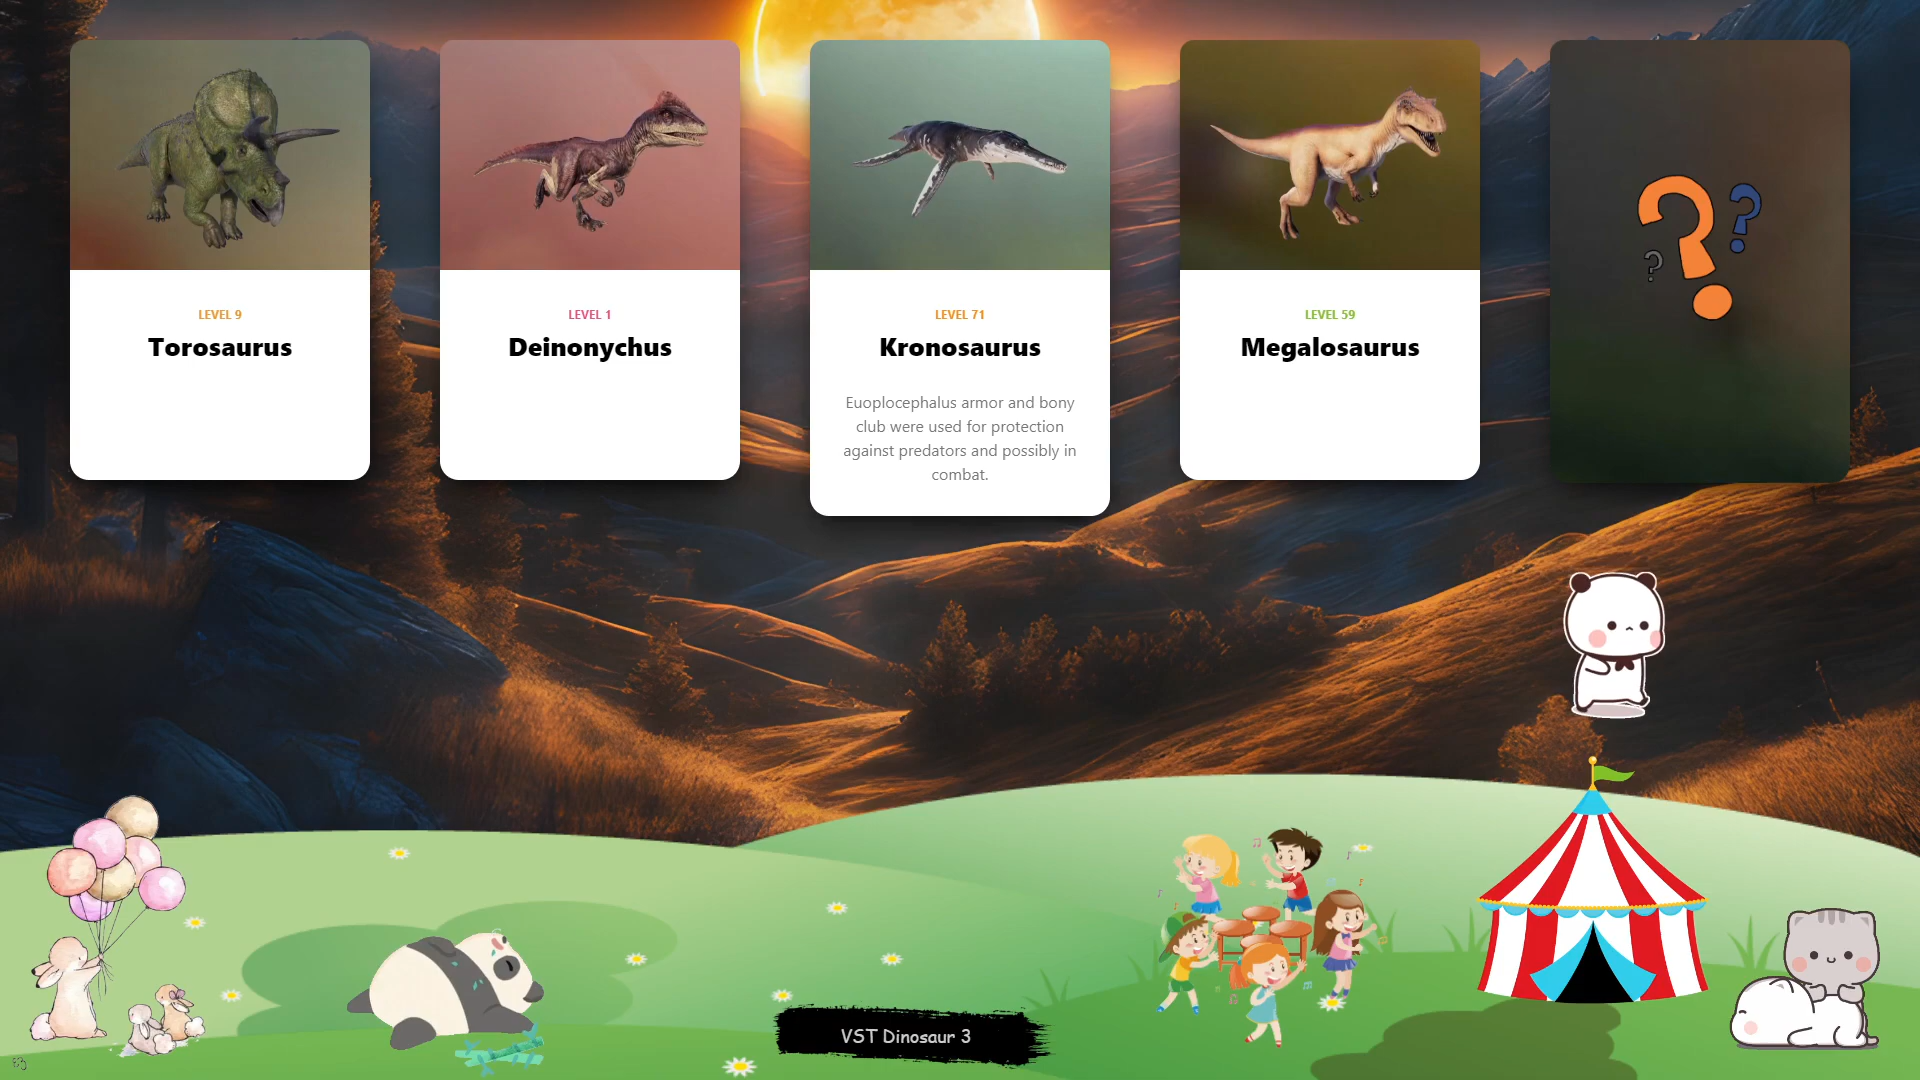 LEVEL 9
Torosaurus
LEVEL 1
Deinonychus
LEVEL 71
Kronosaurus
Euoplocephalus armor and bony
club were used for protection
against predators and possibly in
combat.
LEVEL 59
Megalosaurus
VST Dinosaur 3